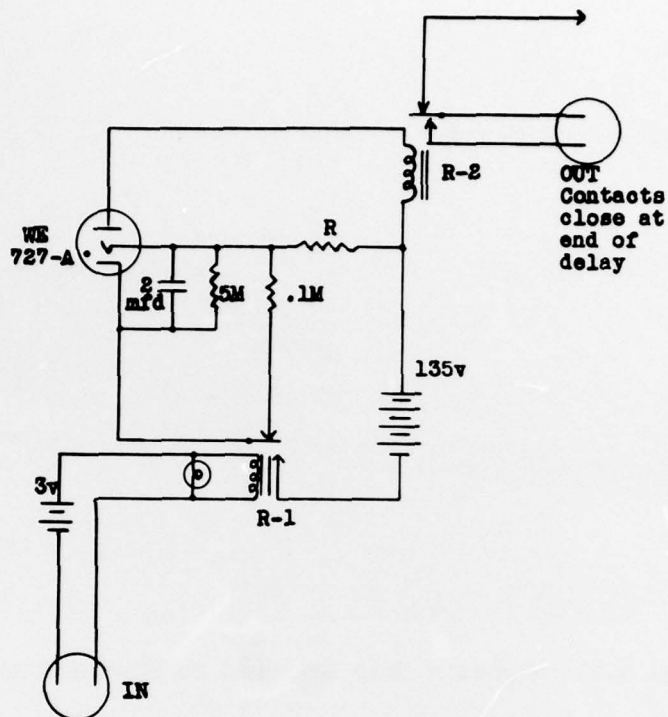 R-2
OUT
Contacts
close at
end of
delay
R
WE
727-A
2
mfd
5M
.1M
135v
3v
R-1
IN